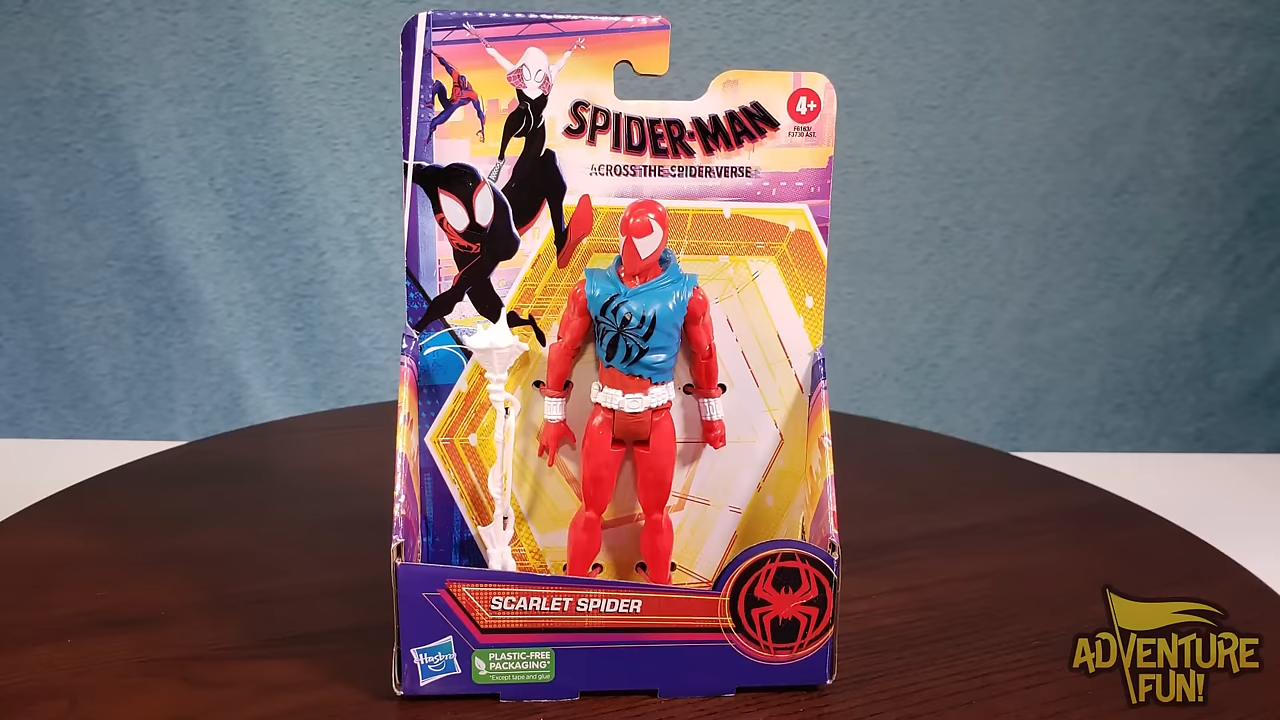 SPIDER-MAN
ACROSS THE SPIDER-VERSE
4+
F6163/
F3730 AST.
SCARLET SPIDER
Hasbro
PLASTIC-FREE
PACKAGING*
*Except tape and glue
ADVENTURE
FUN!